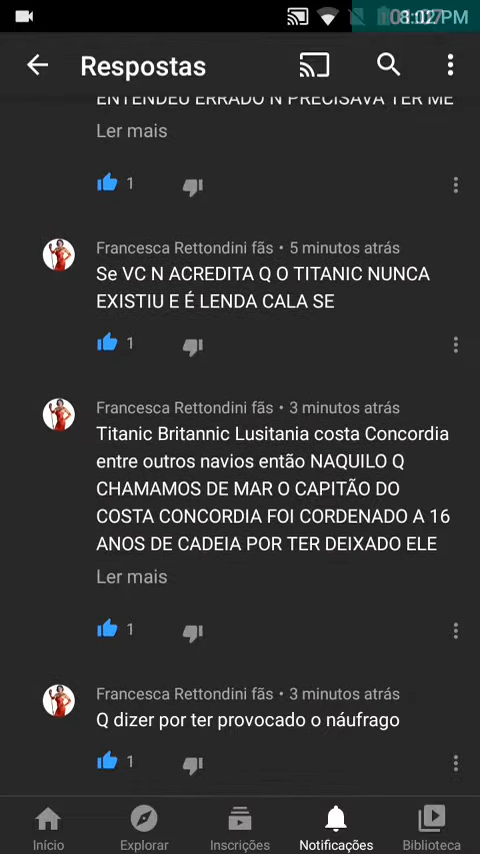 Respostas
ENTENDEU ERRADO N PRECISAVA TER ME
Ler mais
1
Francesca Rettondini fãs • 5 minutos atrás
Se VC N ACREDITA Q O TITANIC NUNCA
EXISTIU E É LENDA CALA SE
1
Francesca Rettondini fãs • 3 minutos atrás
Titanic Britannic Lusitania costa Concordia
entre outros navios então NAQUILO Q
CHAMAMOS DE MAR O CAPITÃO DO
COSTA CONCORDIA FOI CORDENADO A 16
ANOS DE CADEIA POR TER DEIXADO ELE
Ler mais
1
Francesca Rettondini fãs • 3 minutos atrás
Q dizer por ter provocado o náufrago
1
Início Explorar Inscrições Notificações Biblioteca